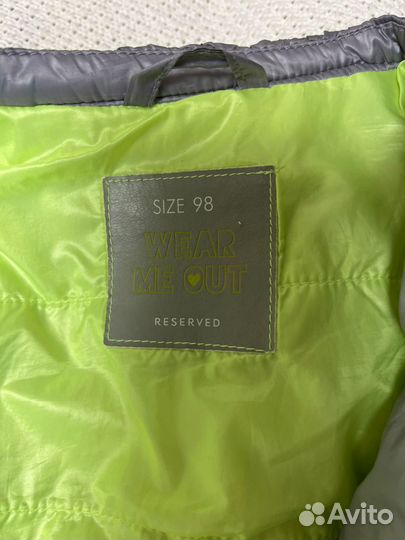 SIZE 98
WEAR
ME OUT
RESERVED
Avito